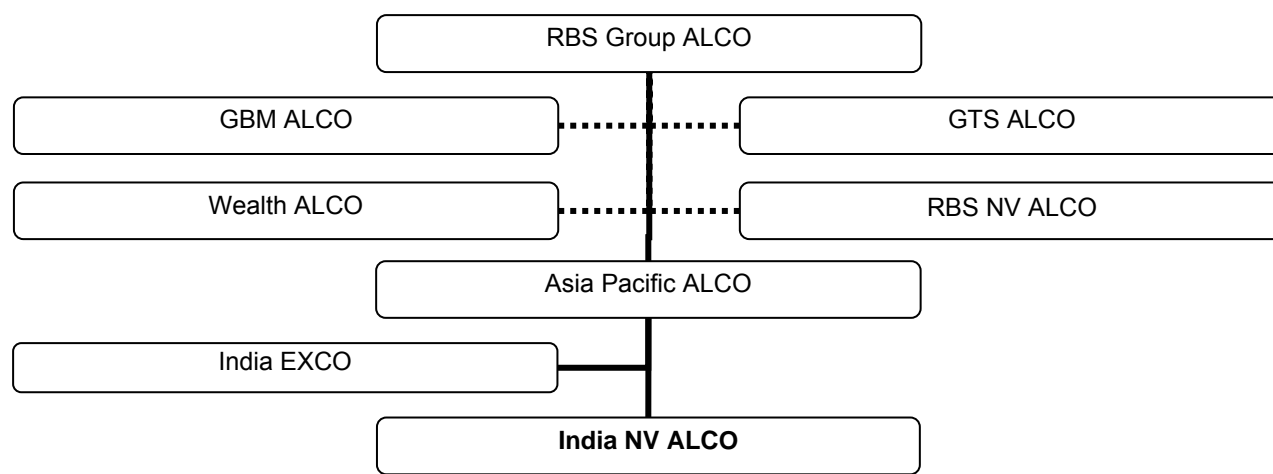 RBS Group ALCO
GBM ALCO
GTS ALCO
Wealth ALCO
RBS NV ALCO
Asia Pacific ALCO
India EXCO
India NV ALCO